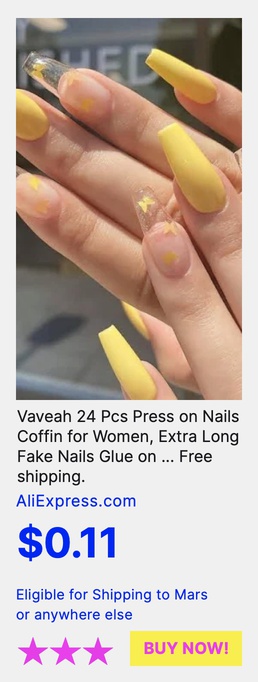 SHED
Vaveah 24 Pcs Press on Nails
Coffin for Women, Extra Long
Fake Nails Glue on ... Free
shipping.
AliExpress.com
$0.11
Eligible for Shipping to Mars
or anywhere else
BUY NOW!